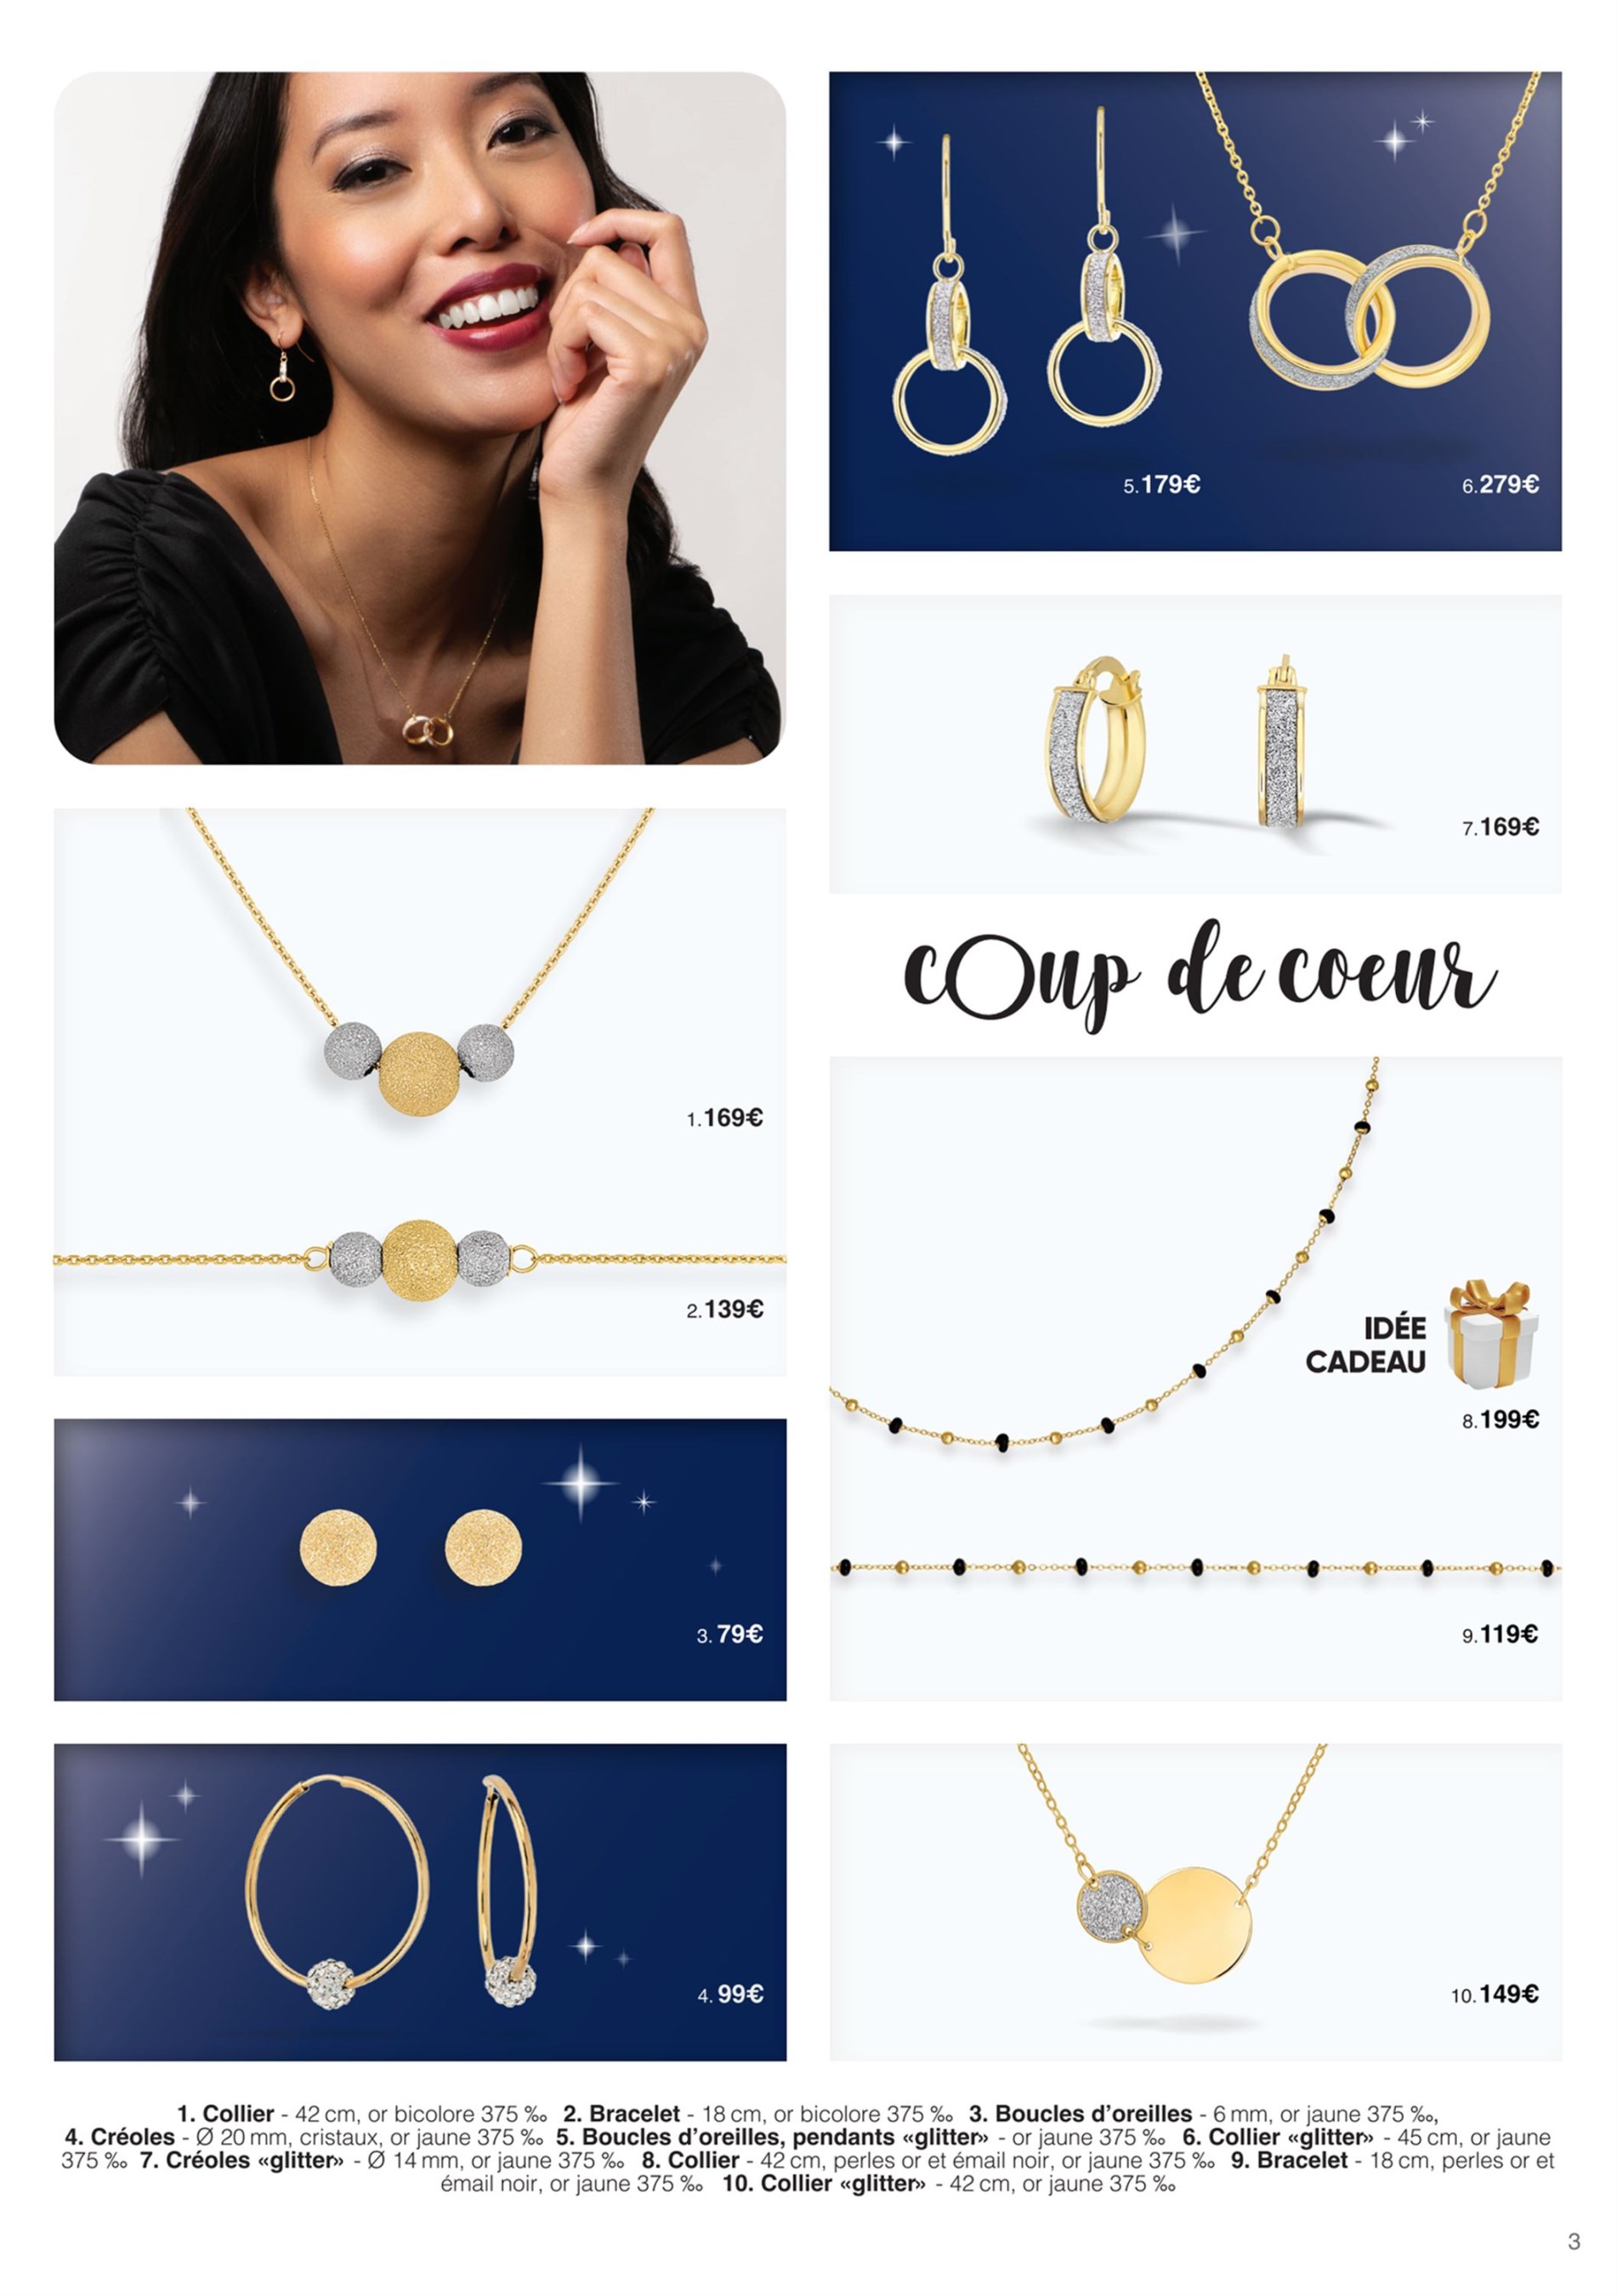 5.179€
6.279€
7.169€
coup de coeur
1.169€
2.139€
IDÉE
CADEAU
8.199€
3. 79€
9.119€
4. 99€
10.149€
1. Collier - 42 cm, or bicolore 375 ‰ 2. Bracelet - 18 cm, or bicolore 375 ‰ 3. Boucles d'oreilles - 6 mm, or jaune 375 ‰,
4. Créoles - Ø 20 mm, cristaux, or jaune 375 ‰ 5. Boucles d'oreilles, pendants «glitter» - or jaune 375 ‰ 6. Collier «glitter» - 45 cm, or jaune
375 ‰ 7. Créoles «glitter» - Ø 14 mm, or jaune 375 ‰ 8. Collier - 42 cm, perles or et émail noir, or jaune 375 ‰ 9. Bracelet - 18 cm, perles or et
émail noir, or jaune 375 ‰ 10. Collier «glitter» - 42 cm, or jaune 375 ‰
3